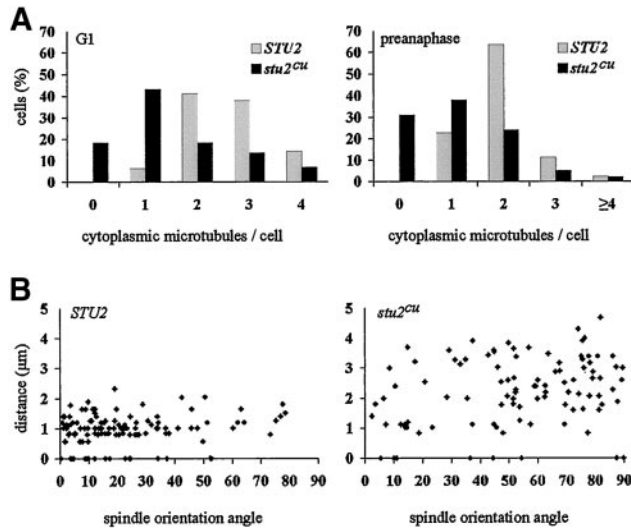 A
G1
STU2
stu2cu
preanaphase
STU2
stu2cu
cells (%)
70
60
50
40
30
20
10
0
0 1 2 3 4
cytoplasmic microtubules / cell
70
60
50
40
30
20
10
0
0 1 2 3 ≥4
cytoplasmic microtubules / cell
B
STU2
stu2cu
distance (µm)
5
4
3
2
1
0
0 10 20 30 40 50 60 70 80 90
spindle orientation angle
5
4
3
2
1
0
0 10 20 30 40 50 60 70 80 90
spindle orientation angle